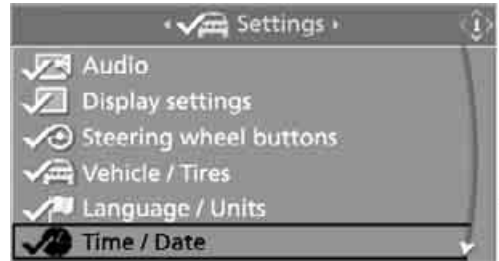 Settings
Audio
Display settings
Steering wheel buttons
Vehicle / Tires
Language / Units
Time / Date